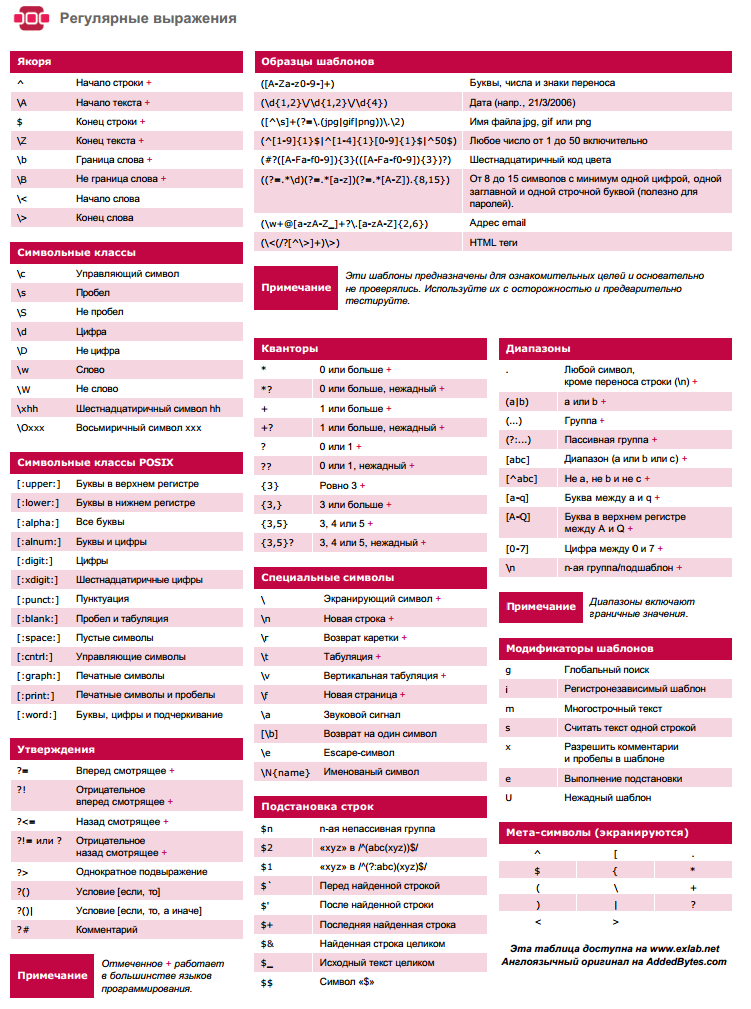 Регулярные выражения
Якоря
^ Начало строки +
\A Начало текста +
$ Конец строки +
\Z Конец текста +
\b Граница слова +
\B Не граница слова +
\< Начало слова
\> Конец слова
Символьные классы
\c Управляющий символ
\s Пробел
\S Не пробел
\d Цифра
\D Не цифра
\w Слово
\W Не слово
\xhh Шестнадцатиричный символ hh
\Oxxx Восьмиричный символ xxx
Символьные классы POSIX
[:upper:] Буквы в верхнем регистре
[:lower:] Буквы в нижнем регистре
[:alpha:] Все буквы
[:alnum:] Буквы и цифры
[:digit:] Цифры
[:xdigit:] Шестнадцатиричные цифры
[:punct:] Пунктуация
[:blank:] Пробел и табуляция
[:space:] Пустые символы
[:cntrl:] Управляющие символы
[:graph:] Печатные символы
[:print:] Печатные символы и пробелы
[:word:] Буквы, цифры и подчеркивание
Утверждения
?= Вперед смотрящее +
?! Отрицательное
вперед смотрящее +
?<= Назад смотрящее +
?!= или ? Отрицательное
назад смотрящее +
?> Однократное подвыражение
?() Условие [если, то]
?()| Условие [если, то, а иначе]
?# Комментарий
Примечание
Отмеченное + работает
в большинстве языков
программирования.
Образцы шаблонов
([A-Za-z0-9-]+) Буквы, числа и знаки переноса
(\d{1,2}\/\d{1,2}\/\d{4}) Дата (напр., 21/3/2006)
([^\s]+(?=\.(jpg|gif|png))\.\2) Имя файла jpg, gif или png
(^[1-9]{1}$|^[1-4]{1}[0-9]{1}$|^50$) Любое число от 1 до 50 включительно
(#?([A-Fa-f0-9]){3}(([A-Fa-f0-9]){3})?) Шестнадцатиричный код цвета
((?=.*\d)(?=.*[a-z])(?=.*[A-Z]).{8,15}) От 8 до 15 символов с минимум одной цифрой, одной
заглавной и одной строчной буквой (полезно для
паролей).
(\w+@[a-zA-Z_]+?\.[a-zA-Z]{2,6}) Адрес email
(\<(/?[^\>]+)\>) HTML теги
Примечание
Эти шаблоны предназначены для ознакомительных целей и основательно
не проверялись. Используйте их с осторожностью и предварительно
тестируйте.
Кванторы
* 0 или больше +
*? 0 или больше, нежадный +
+ 1 или больше +
+? 1 или больше, нежадный +
? 0 или 1 +
?? 0 или 1, нежадный +
{3} Ровно 3 +
{3,} 3 или больше +
{3,5} 3, 4 или 5 +
{3,5}? 3, 4 или 5, нежадный +
Специальные символы
\ Экранирующий символ +
\n Новая строка +
\r Возврат каретки +
\t Табуляция +
\v Вертикальная табуляция +
\f Новая страница +
\a Звуковой сигнал
[\b] Возврат на один символ
\e Escape-символ
\N{name} Именованый символ
Подстановка строк
$n n-ая непассивная группа
$2 «xyz» в /^(abc(xyz))$/
$1 «xyz» в /^(?:abc)(xyz)$/
$` Перед найденной строкой
$' После найденной строки
$+ Последняя найденная строка
$& Найденная строка целиком
$_ Исходный текст целиком
$$ Символ «$»
Диапазоны
. Любой символ,
кроме переноса строки (\n) +
(a|b) a или b +
(...) Группа +
(?:...) Пассивная группа +
[abc] Диапазон (a или b или c) +
[^abc] Не a, не b и не c +
[a-q] Буква между a и q +
[A-Q] Буква в верхнем регистре
между A и Q +
[0-7] Цифра между 0 и 7 +
\n n-ая группа/подшаблон +
Примечание
Диапазоны включают
граничные значения.
Модификаторы шаблонов
g Глобальный поиск
i Регистронезависимый шаблон
m Многострочный текст
s Считать текст одной строкой
x Разрешить комментарии
и пробелы в шаблоне
e Выполнение подстановки
U Нежадный шаблон
Мета-символы (экранируются)
^ [ .
$ { *
( \ +
) | ?
< >
Эта таблица доступна на www.exlab.net
Англоязычный оригинал на AddedBytes.com